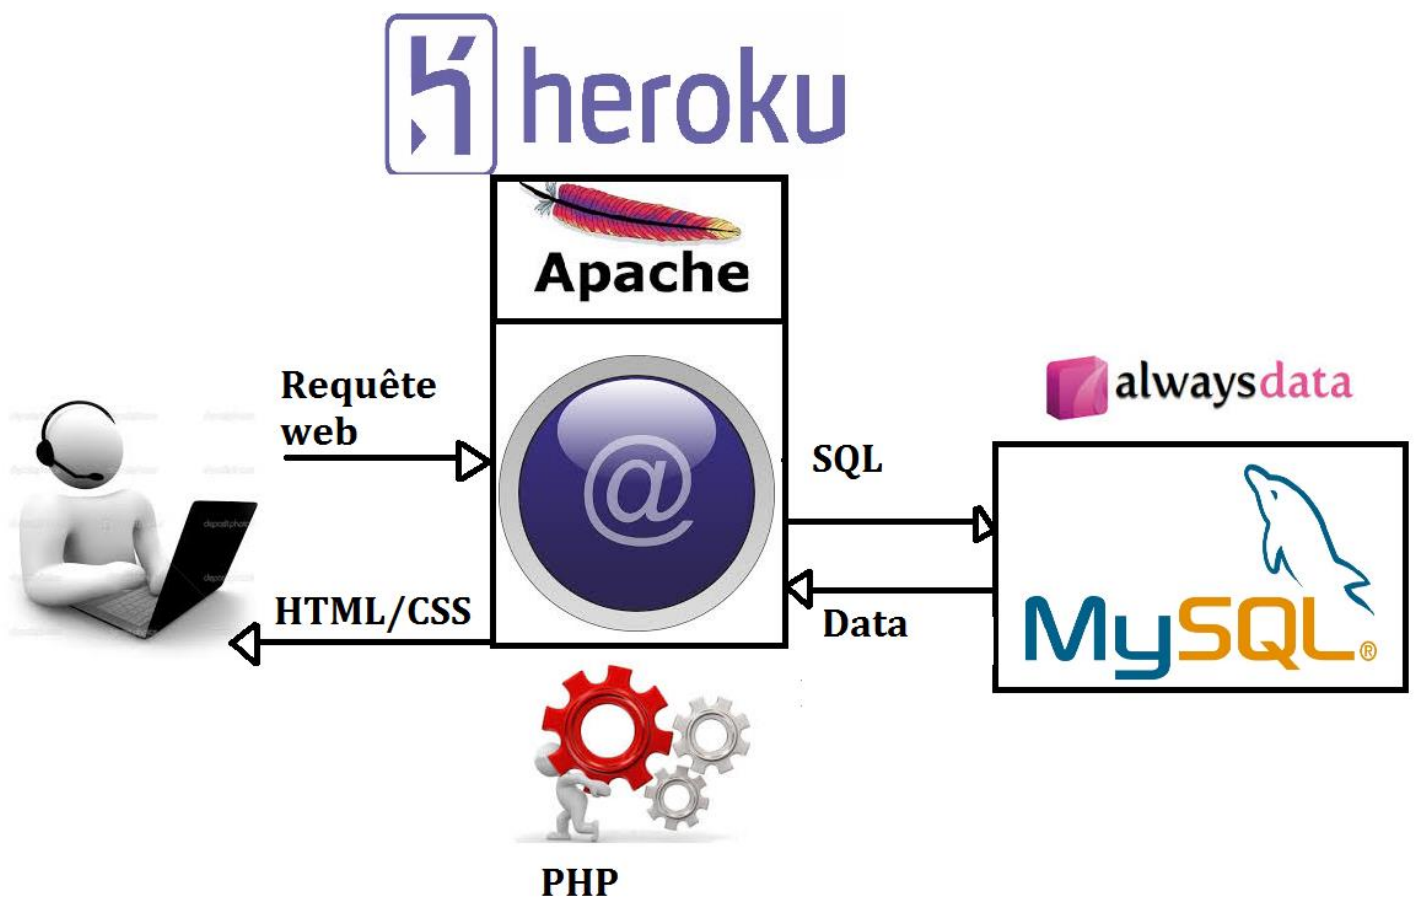 heroku
Apache
Requête
web
alwaysdata
SQL
MySQL®
HTML/CSS
Data
PHP